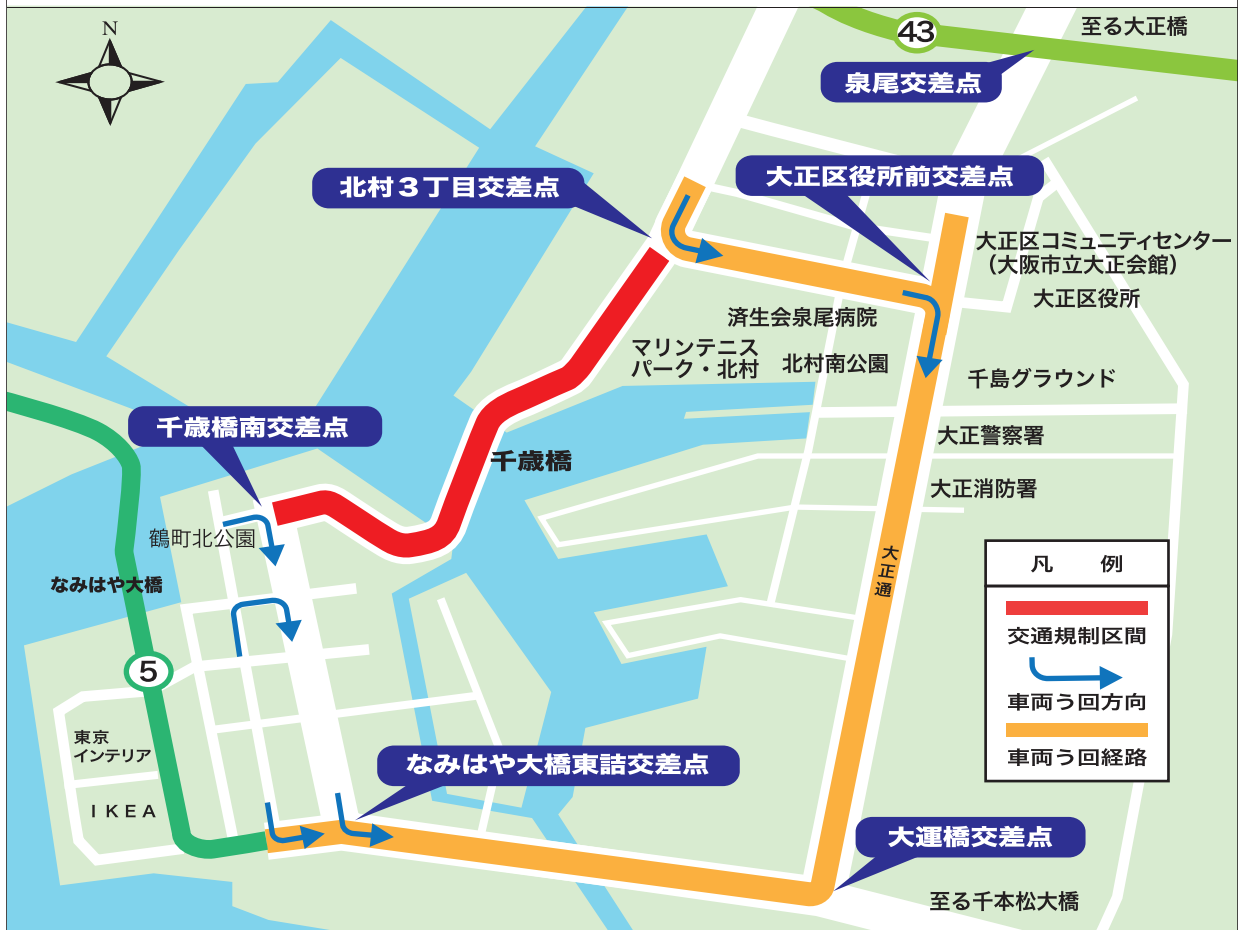 N
43
至る大正橋
泉尾交差点
北村３丁目交差点
大正区役所前交差点
大正区コミュニティセンター
（大阪市立大正会館）
大正区役所
済生会泉尾病院
マリンテニス
パーク・北村
北村南公園
千島グラウンド
千歳橋南交差点
大正警察署
千歳橋
大正消防署
鶴町北公園
なみはや大橋
大正通
凡　例
交通規制区間
車両う回方向
車両う回経路
5
東京
インテリア
ＩＫＥＡ
なみはや大橋東詰交差点
大運橋交差点
至る千本松大橋